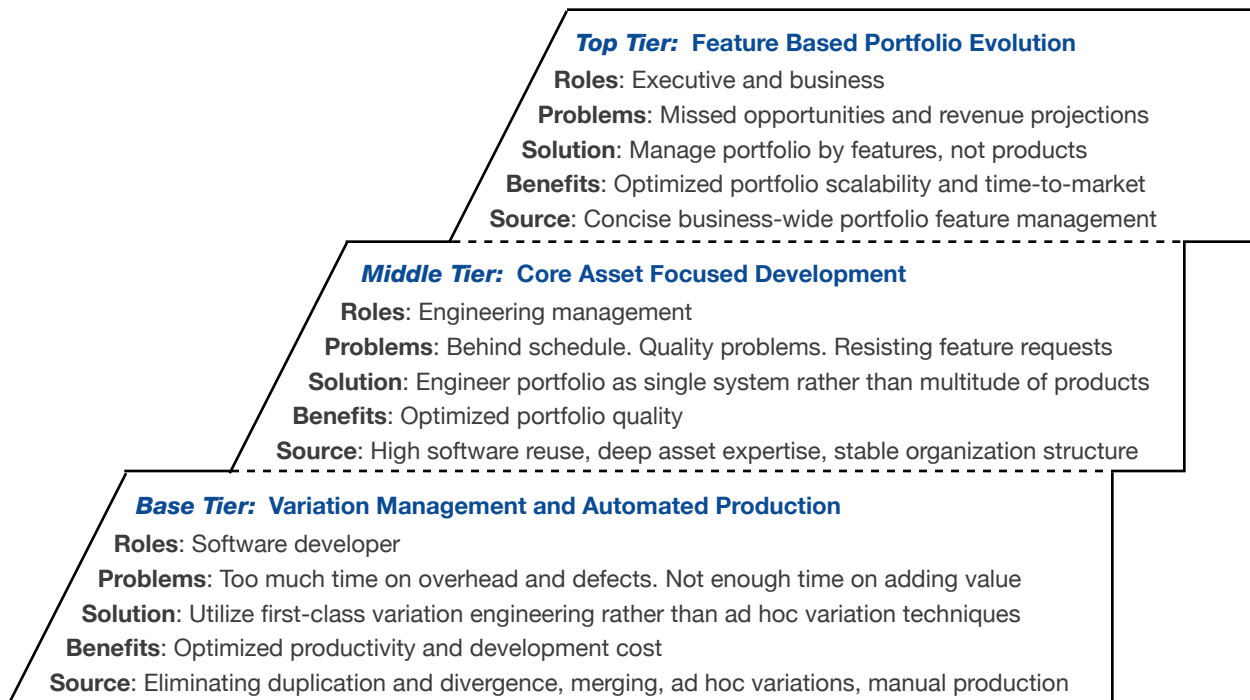 Top Tier: Feature Based Portfolio Evolution
Roles: Executive and business
Problems: Missed opportunities and revenue projections
Solution: Manage portfolio by features, not products
Benefits: Optimized portfolio scalability and time-to-market
Source: Concise business-wide portfolio feature management
Middle Tier: Core Asset Focused Development
Roles: Engineering management
Problems: Behind schedule. Quality problems. Resisting feature requests
Solution: Engineer portfolio as single system rather than multitude of products
Benefits: Optimized portfolio quality
Source: High software reuse, deep asset expertise, stable organization structure
Base Tier: Variation Management and Automated Production
Roles: Software developer
Problems: Too much time on overhead and defects. Not enough time on adding value
Solution: Utilize first-class variation engineering rather than ad hoc variation techniques
Benefits: Optimized productivity and development cost
Source: Eliminating duplication and divergence, merging, ad hoc variations, manual production